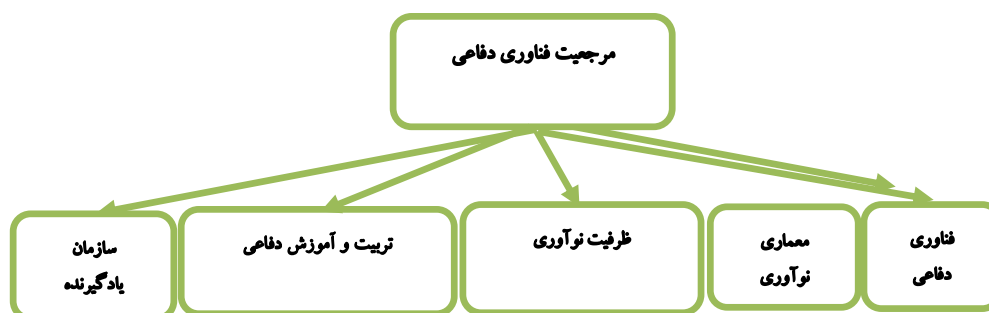 مرجعیت فناوری دفاعی
فناوری
دفاعی
معماری
نوآوری
ظرفیت نوآوری
تربیت و آموزش دفاعی
سازمان
یادگیرنده